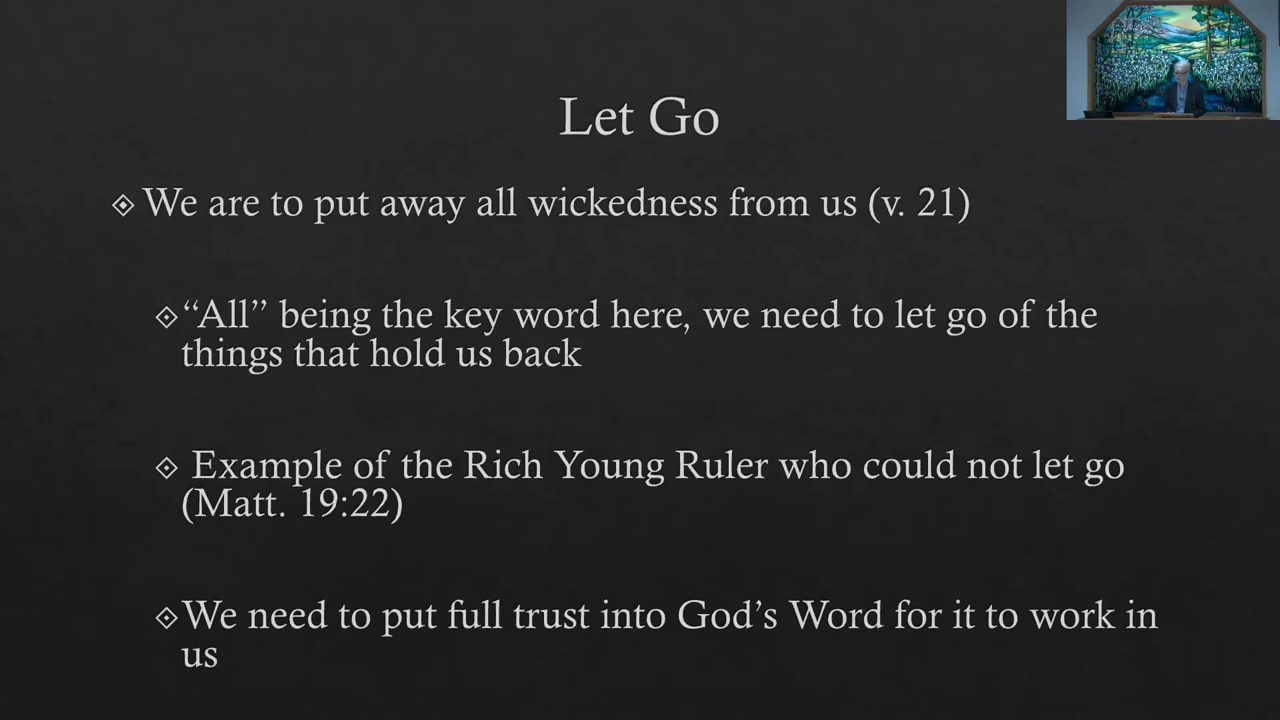 Let Go
We are to put away all wickedness from us (v. 21)
“All” being the key word here, we need to let go of the
things that hold us back
Example of the Rich Young Ruler who could not let go
(Matt. 19:22)
We need to put full trust into God’s Word for it to work in
us